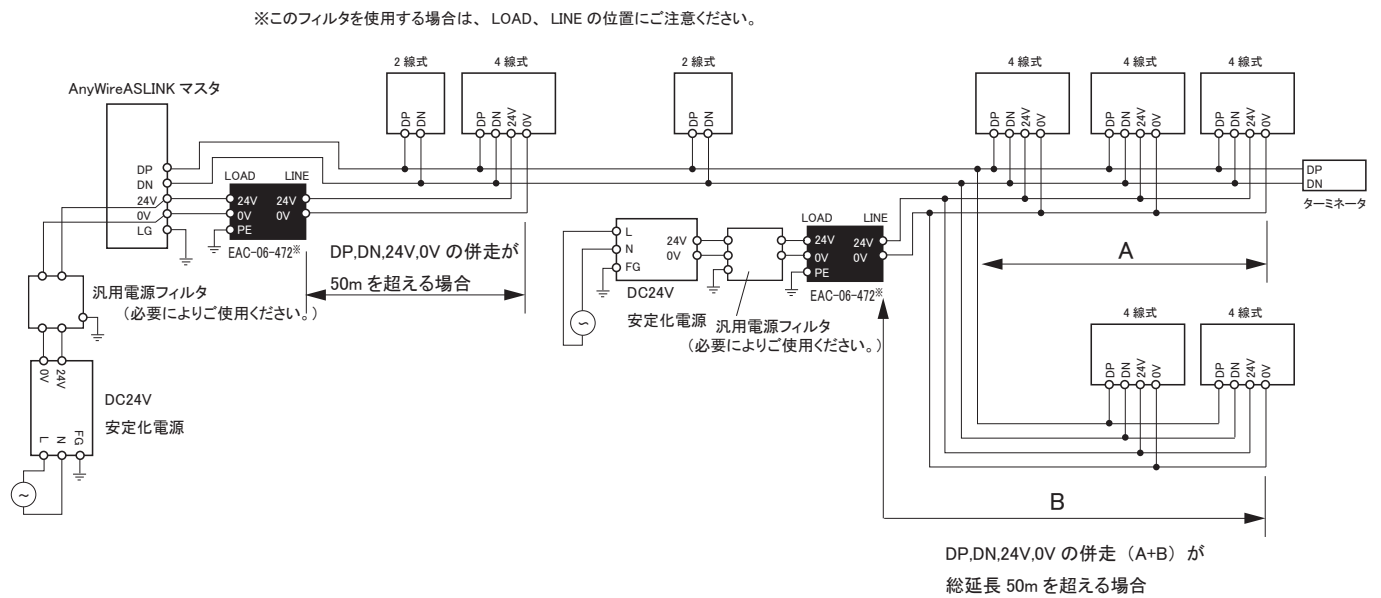 ※このフィルタを使用する場合は、 LOAD、 LINE の位置にご注意ください。
2 線式
4 線式
2 線式
4 線式
4 線式
4 線式
AnyWireASLINK マスタ
DP
DN
DP
DN
24V
0V
DP
DN
DP
DN
24V
0V
DP
DN
24V
0V
DP
DN
24V
0V
DP
DN
24V
0V
LG
LOAD
LINE
24V
0V
PE
24V
0V
EAC-06-472※
DP
DN
ターミネータ
DP,DN,24V,0V の併走が
50m を超える場合
汎用電源フィルタ
（必要によりご使用ください。）
0V
24V
DC24V
安定化電源
L
N
FG
~
L
N
FG
24V
0V
DC24V
安定化電源
~
汎用電源フィルタ
（必要によりご使用ください。）
LOAD
LINE
24V
0V
PE
24V
0V
EAC-06-472※
A
4 線式
4 線式
DP
DN
24V
0V
DP
DN
24V
0V
B
DP,DN,24V,0V の併走（A+B）が
総延長 50m を超える場合